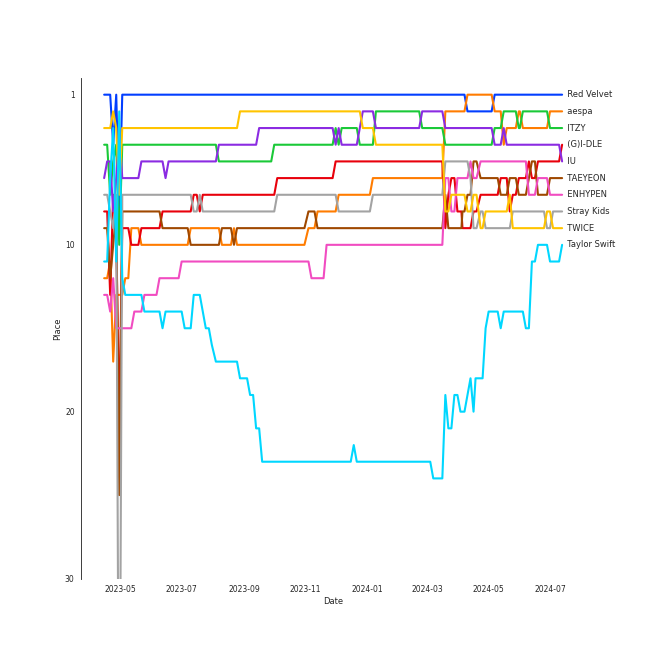 1
10
20
30
Place
2023-05 2023-07 2023-09 2023-11 2024-01 2024-03 2024-05 2024-07
Date
Red Velvet
aespa
ITZY
(G)I-DLE
IU
TAEYEON
ENHYPEN
Stray Kids
TWICE
Taylor Swift